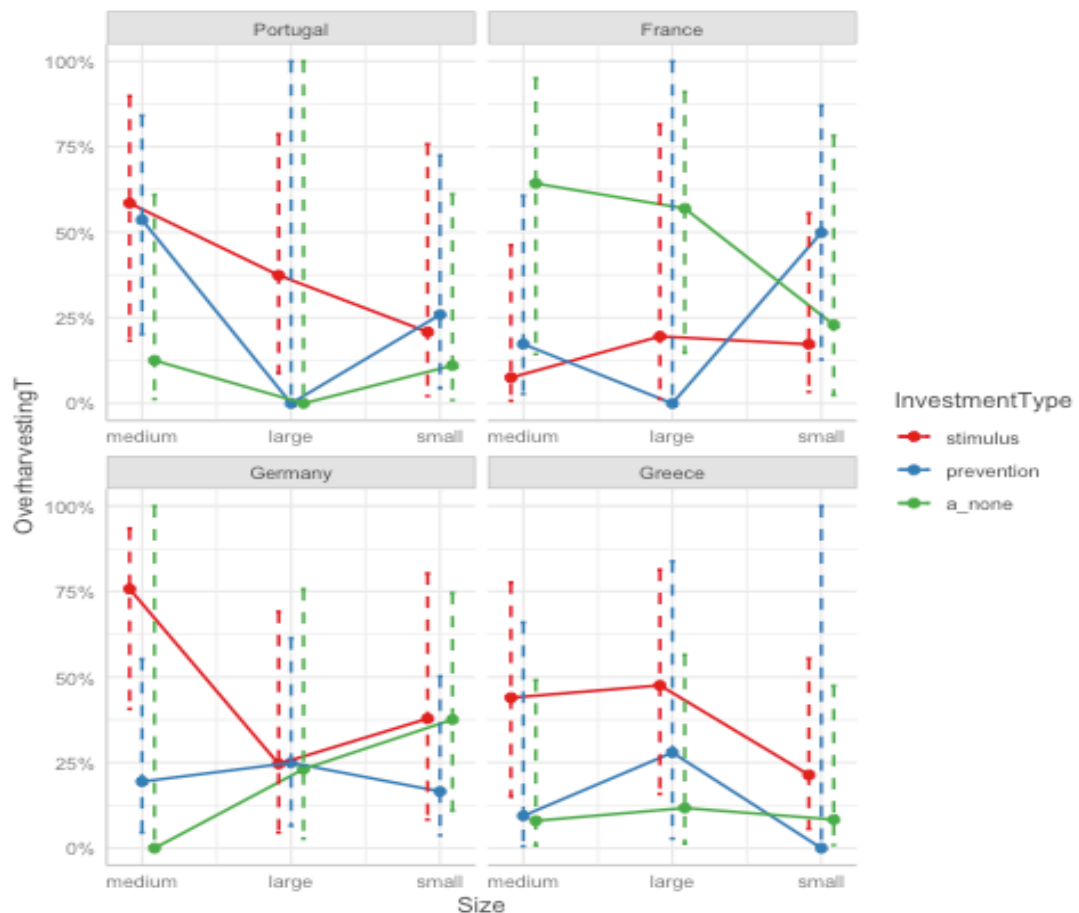 Portugal
France
100%
75%
50%
25%
0%
medium
large
small
medium
large
small
Germany
Greece
100%
75%
50%
25%
0%
medium
large
small
medium
large
small
OverharvestingT
Size
InvestmentType
stimulus
prevention
a_none